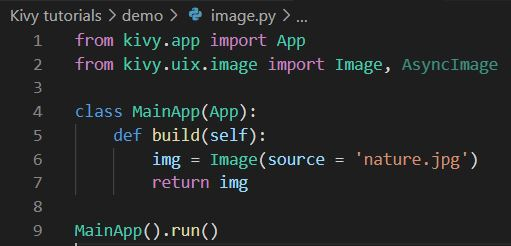 Kivy tutorials > demo > image.py > ...
1 from kivy.app import App
2 from kivy.uix.image import Image, AsyncImage
3
4 class MainApp(App):
5     def build(self):
6         img = Image(source = 'nature.jpg')
7         return img
8
9 MainApp().run()